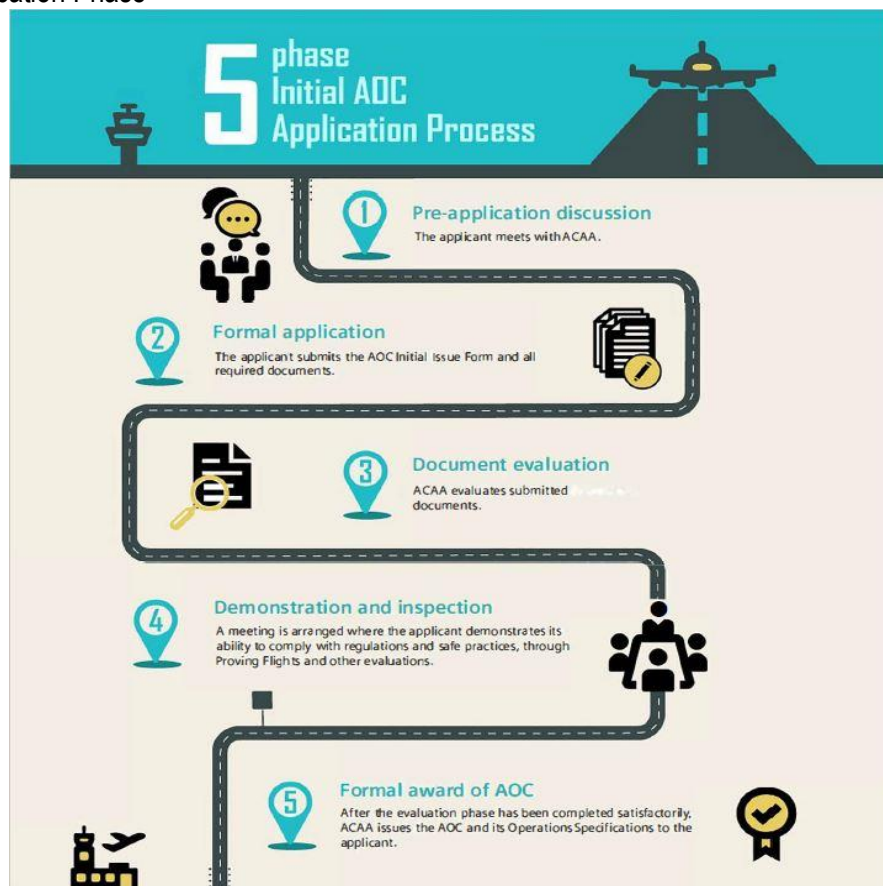 cation Phase
5
phase
Initial AOC
Application Process
1
Pre-application discussion
The applicant meets with ACAA.
2
Formal application
The applicant submits the AOC Initial Issue Form and all
required documents.
3
Document evaluation
ACAA evaluates submitted
documents.
4
Demonstration and inspection
A meeting is arranged where the applicant demonstrates its
ability to comply with regulations and safe practices, through
Proving Flights and other evaluations.
5
Formal award of AOC
After the evaluation phase has been completed satisfactorily,
ACAA issues the AOC and its Operations Specifications to the
applicant.